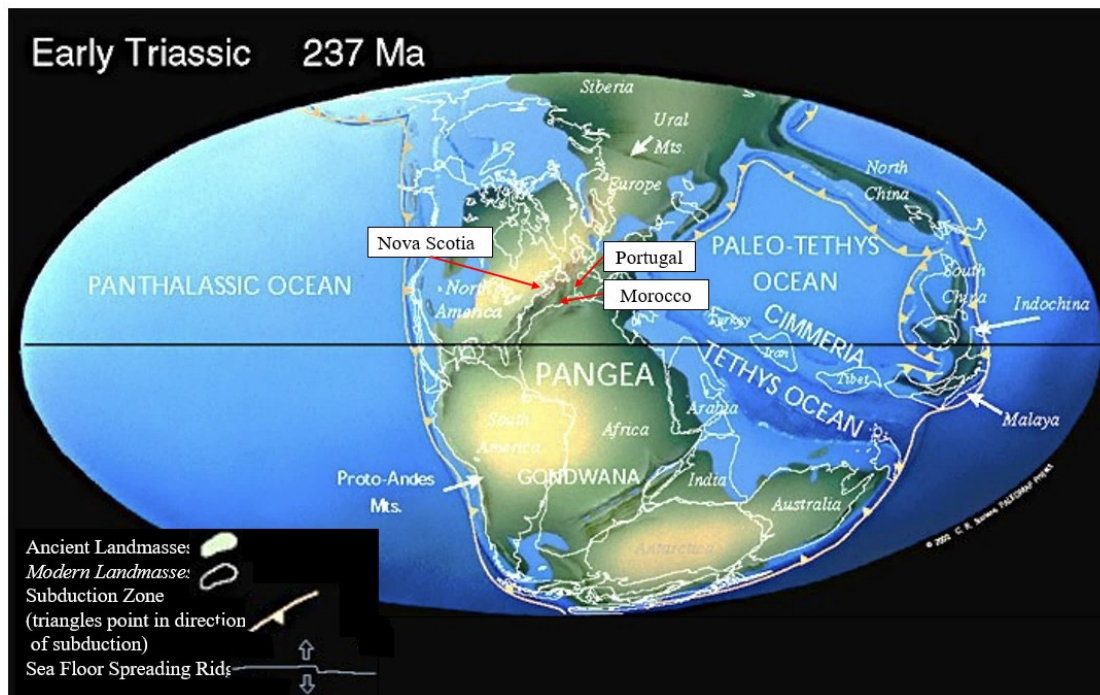 Early Triassic 237 Ma
Siberia
Ural
Mts.
Europe
North
China
Nova Scotia
Portugal
Morocco
PANTHALASSIC OCEAN
North
America
PALEO-TETHYS
OCEAN
South
China
Indochina
CIMMERIA
Turkey
Iran
Tibet
TETHYS OCEAN
Malaya
PANGEA
South
America
Africa
Arabia
GONDWANA
India
Australia
Proto-Andes
Mts.
Antarctica
Ancient Landmasses
Modern Landmasses
Subduction Zone
(triangles point in direction
of subduction)
Sea Floor Spreading Ridg